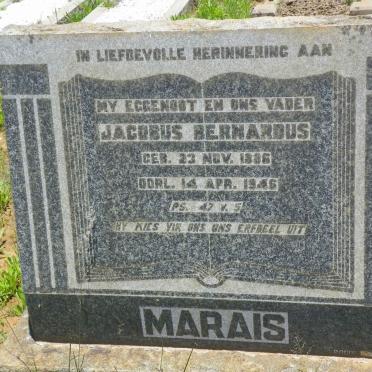 IN LIEFDEVOLLE HERINNERING AAN
MY EGGENOOT EN ONS VADER
JACOBUS BERNARDUS
GEB. 23 NOV. 1886
OORL. 14 APR. 1946
PS. 47 V. 5
HY KIES VIR ONS ONS ERFDEEL UIT
MARAIS